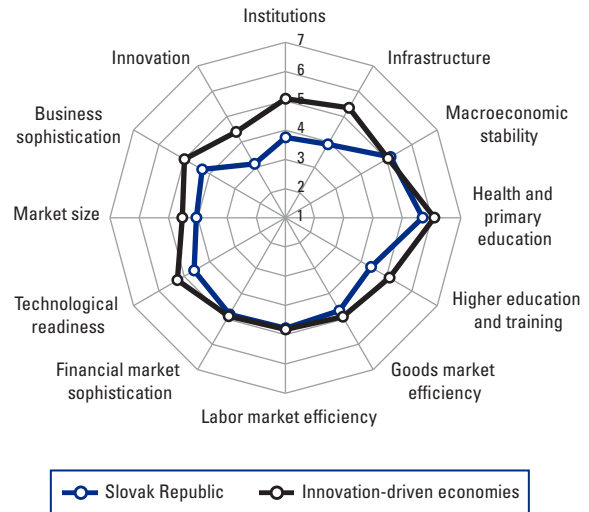 Institutions
7
Innovation
Infrastructure
6
5
Business
sophistication
Macroeconomic
stability
4
3
2
Market size
1
Health and
primary
education
Technological
readiness
Higher education
and training
Financial market
sophistication
Goods market
efficiency
Labor market efficiency
Slovak Republic
Innovation-driven economies